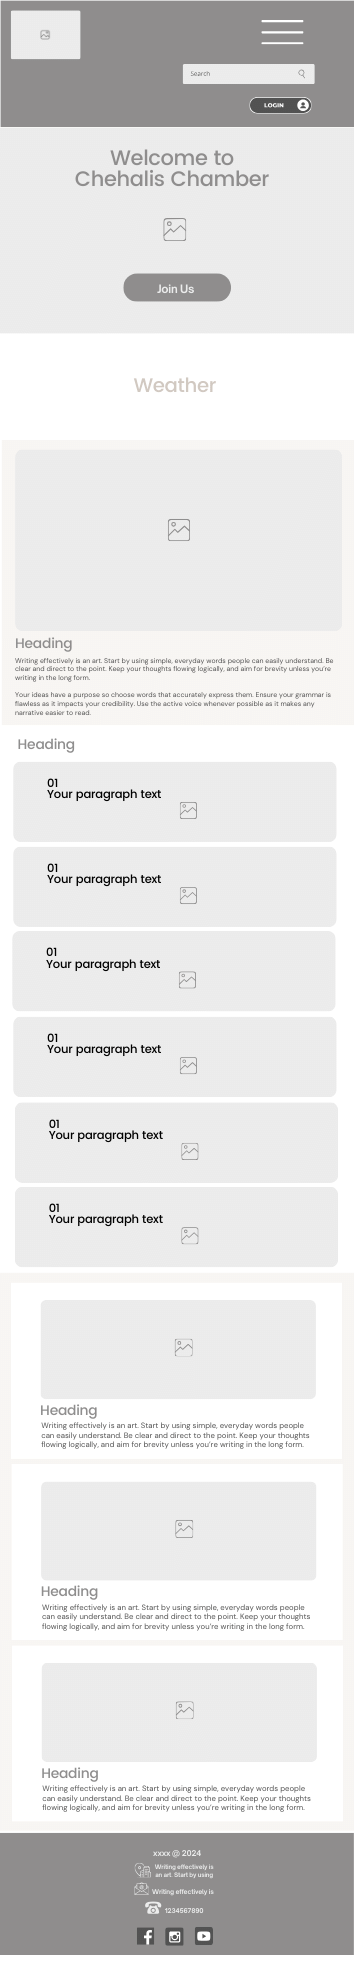 Search
LOGIN
Welcome to
Chehalis Chamber
Join Us
Weather
Heading
Writing effectively is an art. Start by using simple, everyday words people can easily understand. Be
clear and direct to the point. Keep your thoughts flowing logically, and aim for brevity unless you're
writing in the long form.
Your ideas have a purpose so choose words that accurately express them. Ensure your grammar is
flawless as it impacts your credibility. Use the active voice whenever possible as it makes any
narrative easier to read.
Heading
01
Your paragraph text
01
Your paragraph text
01
Your paragraph text
01
Your paragraph text
01
Your paragraph text
01
Your paragraph text
Heading
Writing effectively is an art. Start by using simple, everyday words people
can easily understand. Be clear and direct to the point. Keep your thoughts
flowing logically, and aim for brevity unless you're writing in the long form.
Heading
Writing effectively is an art. Start by using simple, everyday words people
can easily understand. Be clear and direct to the point. Keep your thoughts
flowing logically, and aim for brevity unless you're writing in the long form.
Heading
Writing effectively is an art. Start by using simple, everyday words people
can easily understand. Be clear and direct to the point. Keep your thoughts
flowing logically, and aim for brevity unless you're writing in the long form.
xxxx @ 2024
Writing effectively is
an art. Start by using
Writing effectively is
1234567890